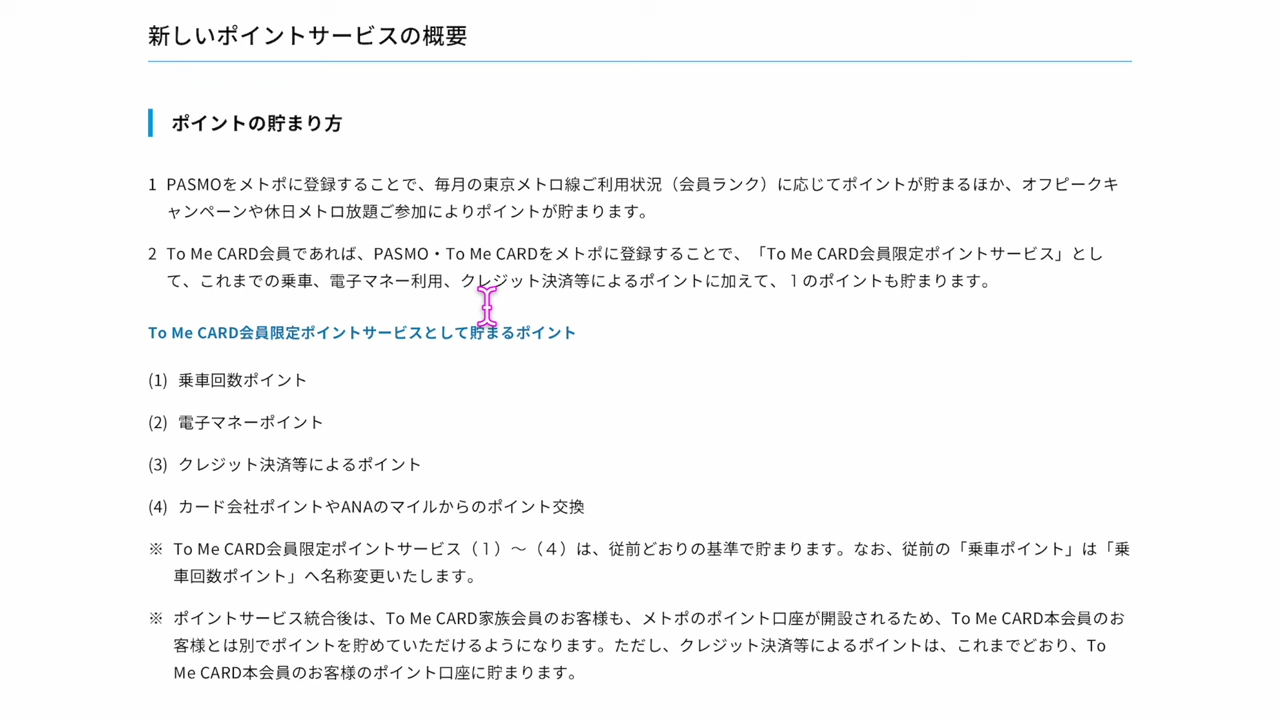 新しいポイントサービスの概要
ポイントの貯まり方
1 PASMOをメトポに登録することで、毎月の東京メトロ線ご利用状況（会員ランク）に応じてポイントが貯まるほか、オフピークキ
ャンペーンや休日メトロ放題ご参加によりポイントが貯まります。
2 To Me CARD会員であれば、PASMO・To Me CARDをメトポに登録することで、「To Me CARD会員限定ポイントサービス」とし
て、これまでの乗車、電子マネー利用、クレジット決済等によるポイントに加えて、１のポイントも貯まります。
To Me CARD会員限定ポイントサービスとして貯まるポイント
(1) 乗車回数ポイント
(2) 電子マネーポイント
(3) クレジット決済等によるポイント
(4) カード会社ポイントやANAのマイルからのポイント交換
※ To Me CARD会員限定ポイントサービス（１）～（４）は、従前どおりの基準で貯まります。なお、従前の「乗車ポイント」は「乗
車回数ポイント」へ名称変更いたします。
※ ポイントサービス統合後は、To Me CARD家族会員のお客様も、メトポのポイント口座が開設されるため、To Me CARD本会員のお
客様とは別でポイントを貯めていただけるようになります。ただし、クレジット決済等によるポイントは、これまでどおり、To
Me CARD本会員のお客様のポイント口座に貯まります。